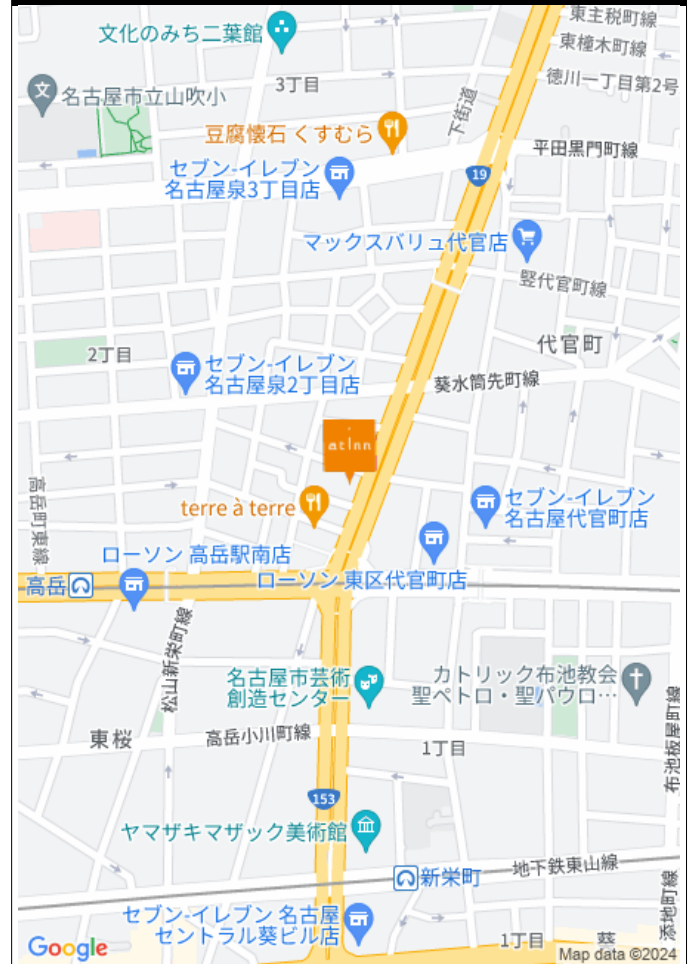 東主税町線
文化のみち二葉館
東橦木町線
徳川一丁目第2号
3丁目
文
名古屋市立山吹小
下街道
豆腐懐石 くすむら
平田黒門町線
セブン-イレブン
名古屋泉3丁目店
19
マックスバリュ代官店
竪代官町線
代官町
2丁目
セブン-イレブン
名古屋泉2丁目店
葵水筒先町線
at Inn
高岳町東線
terre à terre
セブン-イレブン
名古屋代官町店
ローソン 高岳駅南店
高岳
ローソン 東区代官町店
松山新栄町線
名古屋市芸術
創造センター
カトリック布池教会
聖ペトロ・聖パウロ…
東桜
高岳小川町線
1丁目
布池板屋町線
153
ヤマザキマザック美術館
地下鉄東山線
新栄町
添地町線
セブン-イレブン 名古屋
セントラル葵ビル店
1丁目
葵
Google
Map data ©2024